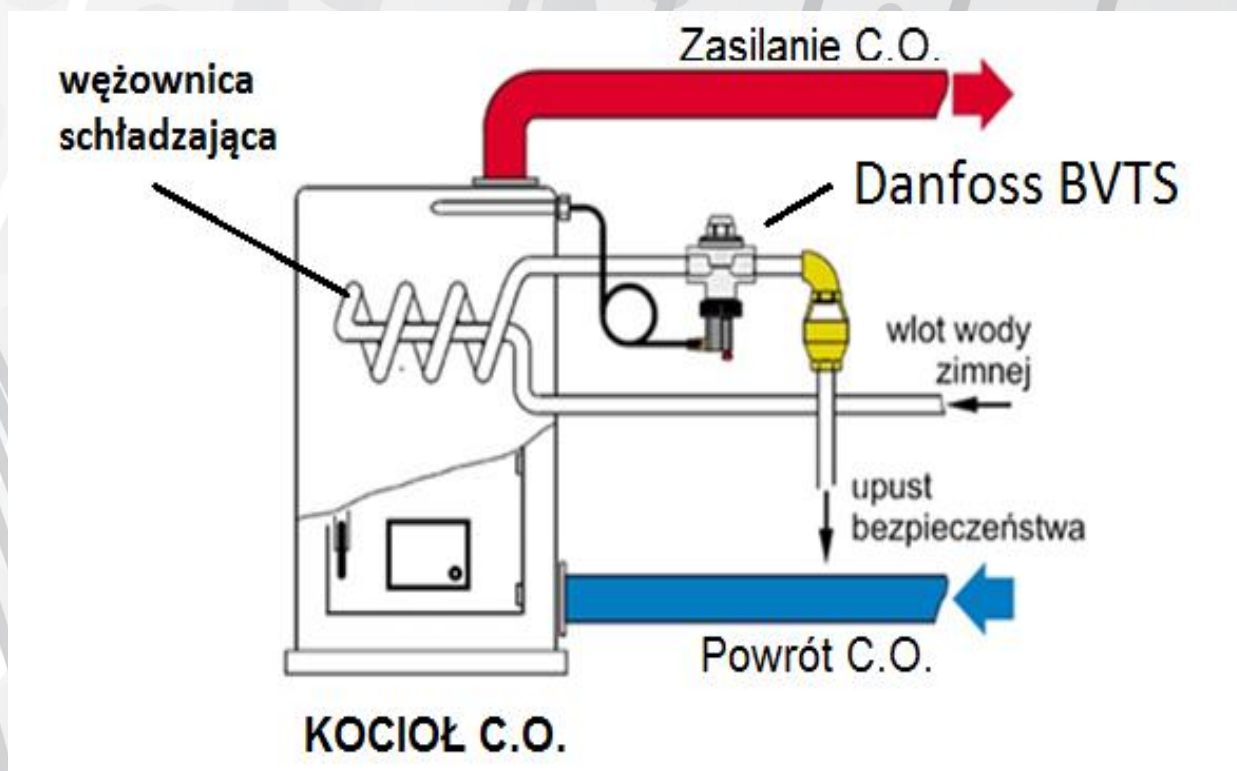 Zasilanie C.O.
wężownica
schładzająca
Danfoss BVTS
wlot wody
zimnej
upust
bezpieczeństwa
Powrót C.O.
KOCIOŁ C.O.